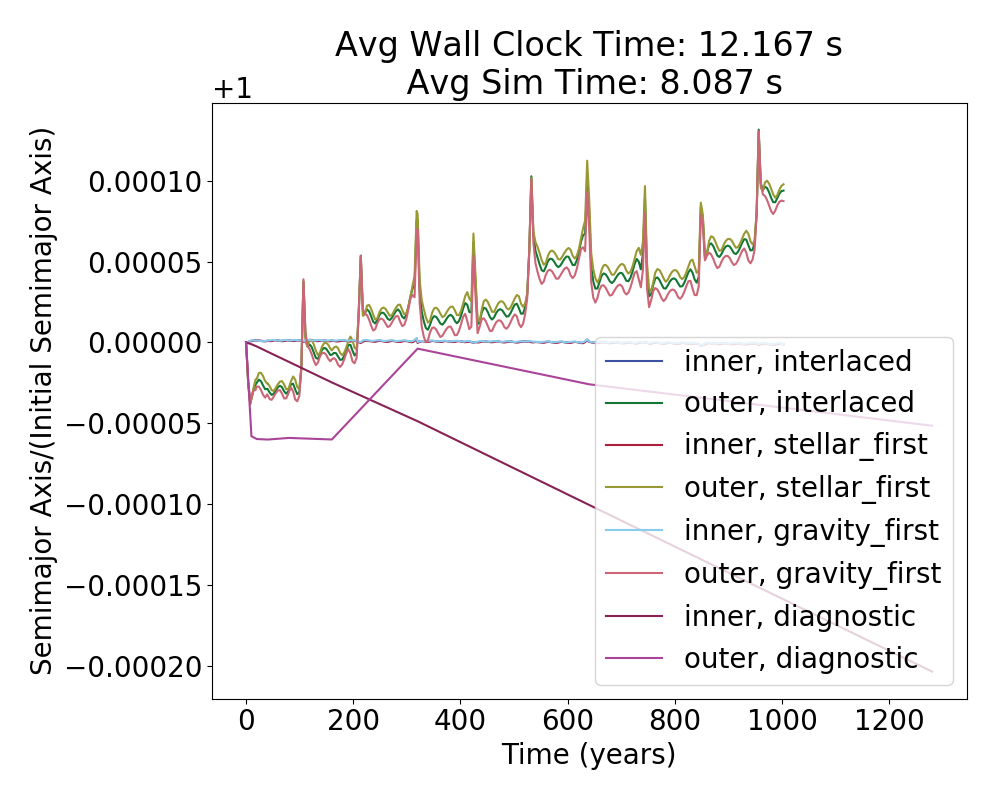 Avg Wall Clock Time: 12.167 s
Avg Sim Time: 8.087 s
+1
Semimajor Axis/(Initial Semimajor Axis)
0.00010
0.00005
0.00000
−0.00005
−0.00010
−0.00015
−0.00020
inner, interlaced
outer, interlaced
inner, stellar_first
outer, stellar_first
inner, gravity_first
outer, gravity_first
inner, diagnostic
outer, diagnostic
0 200 400 600 800 1000 1200
Time (years)